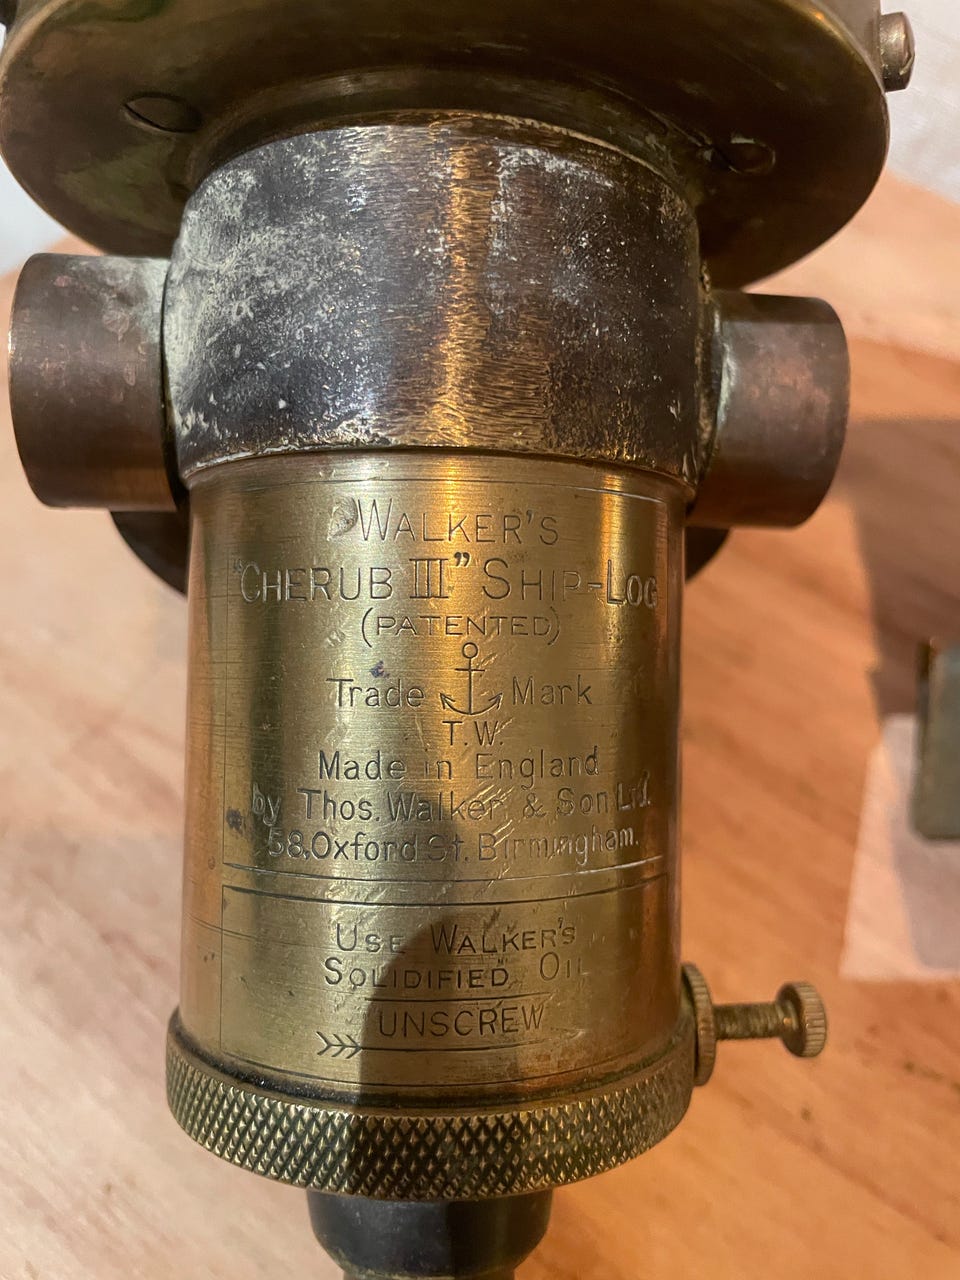 WALKER'S
"CHERUB III" SHIP-LOG
(PATENTED)
Trade Mark
T.W.
Made in England
by Thos. Walker & Son Ltd.
58, Oxford St. Birmingham.
USE WALKER'S
SOLIDIFIED OIL
UNSCREW